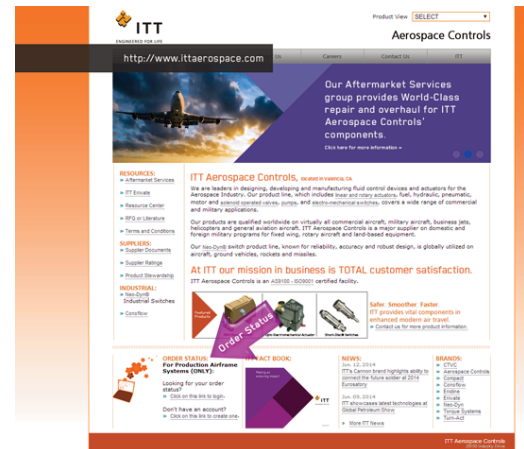 Product View SELECT
ITT
ENGINEERED FOR LIFE
Aerospace Controls
http://www.ittaerospace.com
Us
Careers
Contact Us
ITT
Our Aftermarket Services
group provides World-Class
repair and overhaul for ITT
Aerospace Controls'
components.
Click here for more information »
RESOURCES:
» Aftermarket Services
» ITT Enivate
» Resource Center
» RFQ or Literature
» Terms and Conditions
SUPPLIERS:
» Supplier Documents
» Supplier Ratings
» Product Stewardship
INDUSTRIAL:
» Neo-Dyn®
Industrial Switches
» Conoflow
ITT Aerospace Controls, located in Valencia, CA
We are leaders in designing, developing and manufacturing fluid control devices and actuators for the
Aerospace Industry. Our product line, which includes linear and rotary actuators, fuel, hydraulic, pneumatic,
motor and solenoid operated valves, pumps, and electro-mechanical switches, covers a wide range of commercial
and military applications.
Our products are qualified worldwide on virtually all commercial aircraft, military aircraft, business jets,
helicopters and general aviation aircraft. ITT Aerospace Controls is a major supplier on domestic and
foreign military programs for fixed wing, rotary aircraft and land-based equipment.
Our Neo-Dyn® switch product line, known for reliability, accuracy and robust design, is globally utilized on
aircraft, ground vehicles, rockets and missiles.
At ITT our mission in business is TOTAL customer satisfaction.
ITT Aerospace Controls is an AS9100 - ISO9001 certified facility.
Featured
Products
Safer. Smoother. Faster.
ITT provides vital components in
enhanced modern air travel.
» Contact us for more product information.
Order Status
ORDER STATUS:
For Production Airframe
Systems (ONLY):
Looking for your order
status?
» Click on this link to login.
Don't have an account?
» Click on this link to create one.
ACT BOOK:
ITT
NEWS:
Jun. 12, 2014
ITT's Cannon brand highlights ability to
connect the future soldier at 2014
Eurosatory
Jun. 09, 2014
ITT showcases latest technologies at
Global Petroleum Show
» More ITT News
BRANDS:
» CTVC
» Aerospace Controls
» Compact
» Conoflow
» Enidine
» Enivate
» Neo-Dyn
» Torque Systems
» Turn-Act
ITT Aerospace Controls